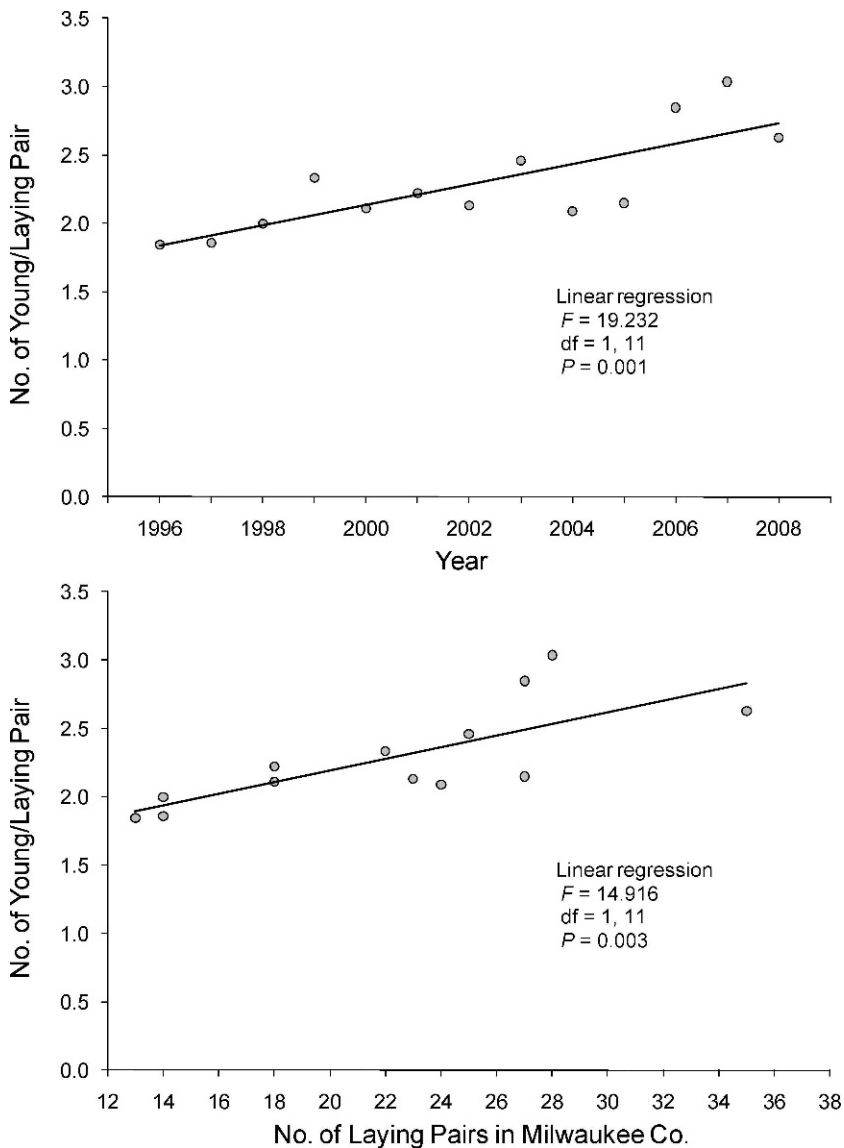 3.5
3.0
2.5
2.0
1.5
1.0
0.5
0.0
No. of Young/Laying Pair
Linear regression
F = 19.232
df = 1, 11
P = 0.001
1996 1998 2000 2002 2004 2006 2008
Year
3.5
3.0
2.5
2.0
1.5
1.0
0.5
0.0
No. of Young/Laying Pair
Linear regression
F = 14.916
df = 1, 11
P = 0.003
12 14 16 18 20 22 24 26 28 30 32 34 36 38
No. of Laying Pairs in Milwaukee Co.